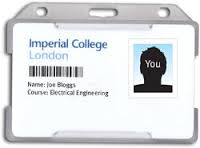 Imperial College
London
You
Name: Joe Bloggs
Course: Electrical Engineering